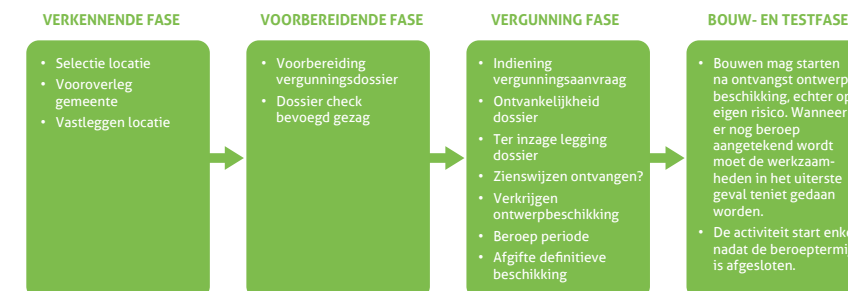 VERKENNENDE FASE
• Selectie locatie
• Vooroverleg
gemeente
• Vastleggen locatie
VOORBEREIDENDE FASE
• Voorbereiding
vergunningsdossier
• Dossier check
bevoegd gezag
VERGUNNING FASE
• Indiening
vergunningsaanvraag
• Ontvankelijkheid
dossier
• Ter inzage legging
dossier
• Zienswijzen ontvangen?
• Verkrijgen
ontwerpbeschikking
• Beroep periode
• Afgifte definitieve
beschikking
BOUW- EN TESTFASE
• Bouwen mag starten
na ontvangst ontwerp
beschikking, echter op
eigen risico. Wanneer
er nog beroep
aangetekend wordt
moet de werkzaam-
heden in het uiterste
geval teniet gedaan
worden.
• De activiteit start
nadat de
is afgesloten.